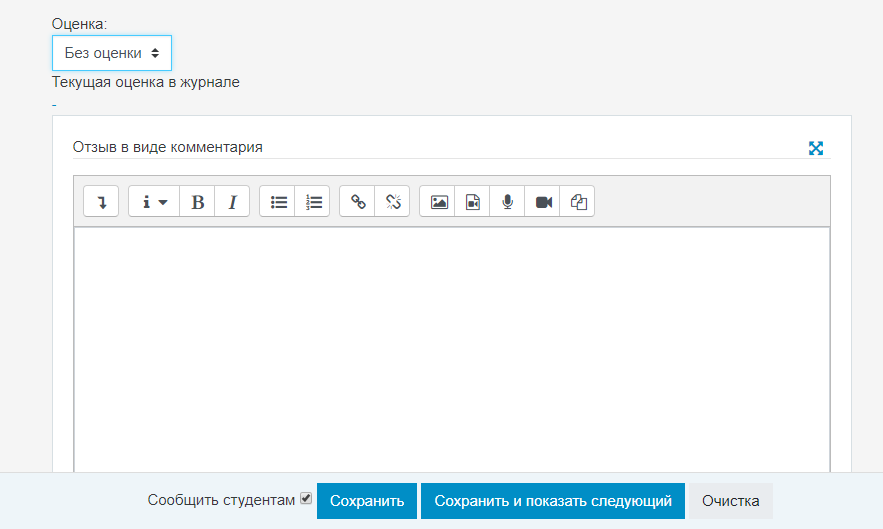 Оценка:
Без оценки
Текущая оценка в журнале
-
Отзыв в виде комментария
Сообщить студентам Сохранить Сохранить и показать следующий Очистка